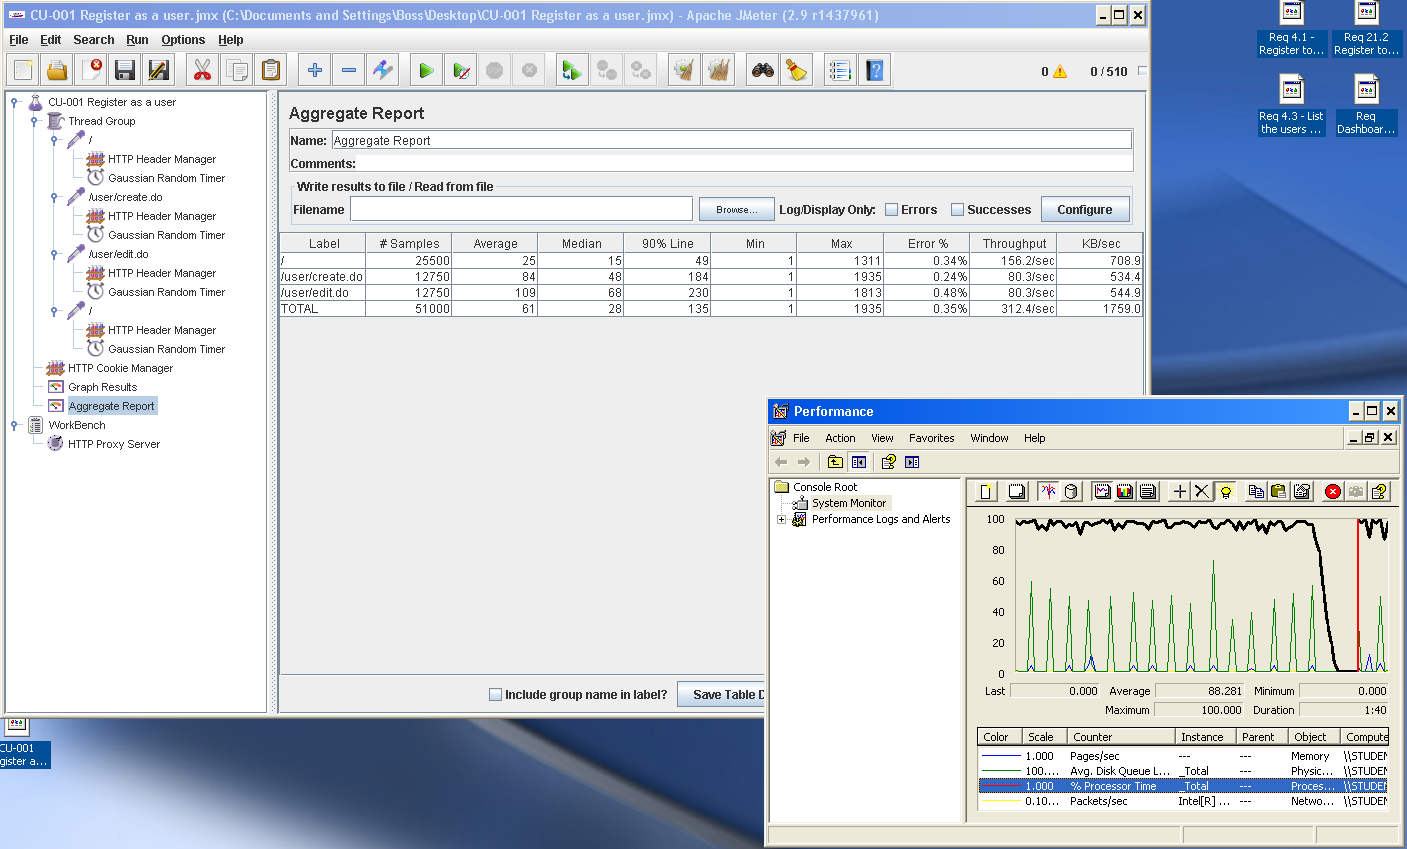 CU-001 Register as a user.jmx (C:\Documents and Settings\Boss\Desktop\CU-001 Register as a user.jmx) - Apache JMeter (2.9 r1437961)
File Edit Search Run Options Help
0 0 / 510
CU-001 Register as a user
Thread Group
/
HTTP Header Manager
Gaussian Random Timer
/user/create.do
HTTP Header Manager
Gaussian Random Timer
/user/edit.do
HTTP Header Manager
Gaussian Random Timer
/
HTTP Header Manager
Gaussian Random Timer
HTTP Cookie Manager
Graph Results
Aggregate Report
WorkBench
HTTP Proxy Server
Aggregate Report
Name: Aggregate Report
Comments:
Write results to file / Read from file
Filename Browse... Log/Display Only: Errors Successes Configure
Label # Samples Average Median 90% Line Min Max Error % Throughput KB/sec
/ 25500 25 15 49 1 1311 0.34% 156.2/sec 708.9
/user/create.do 12750 84 48 184 1 1935 0.24% 80.3/sec 534.4
/user/edit.do 12750 109 68 230 1 1813 0.48% 80.3/sec 544.9
TOTAL 51000 61 28 135 1 1935 0.35% 312.4/sec 1759.0
Include group name in label? Save Table D
Req 4.1 -
Register to...
Req 21.2
Register to...
Req 4.3 - List
the users ...
Req
Dashboar...
CU-001
gister a...
Performance
File Action View Favorites Window Help
Console Root
System Monitor
Performance Logs and Alerts
100
80
60
40
20
0
Last 0.000 Average 88.281 Minimum 0.000
Maximum 100.000 Duration 1:40
Color Scale Counter Instance Parent Object Compute
1.000 Pages/sec --- --- Memory \\STUDEN
100.... Avg. Disk Queue L... _Total --- Physic... \\STUDEN
1.000 % Processor Time _Total --- Proces... \\STUDEN
0.10... Packets/sec Intel[R] ... --- Netwo... \\STUDEN